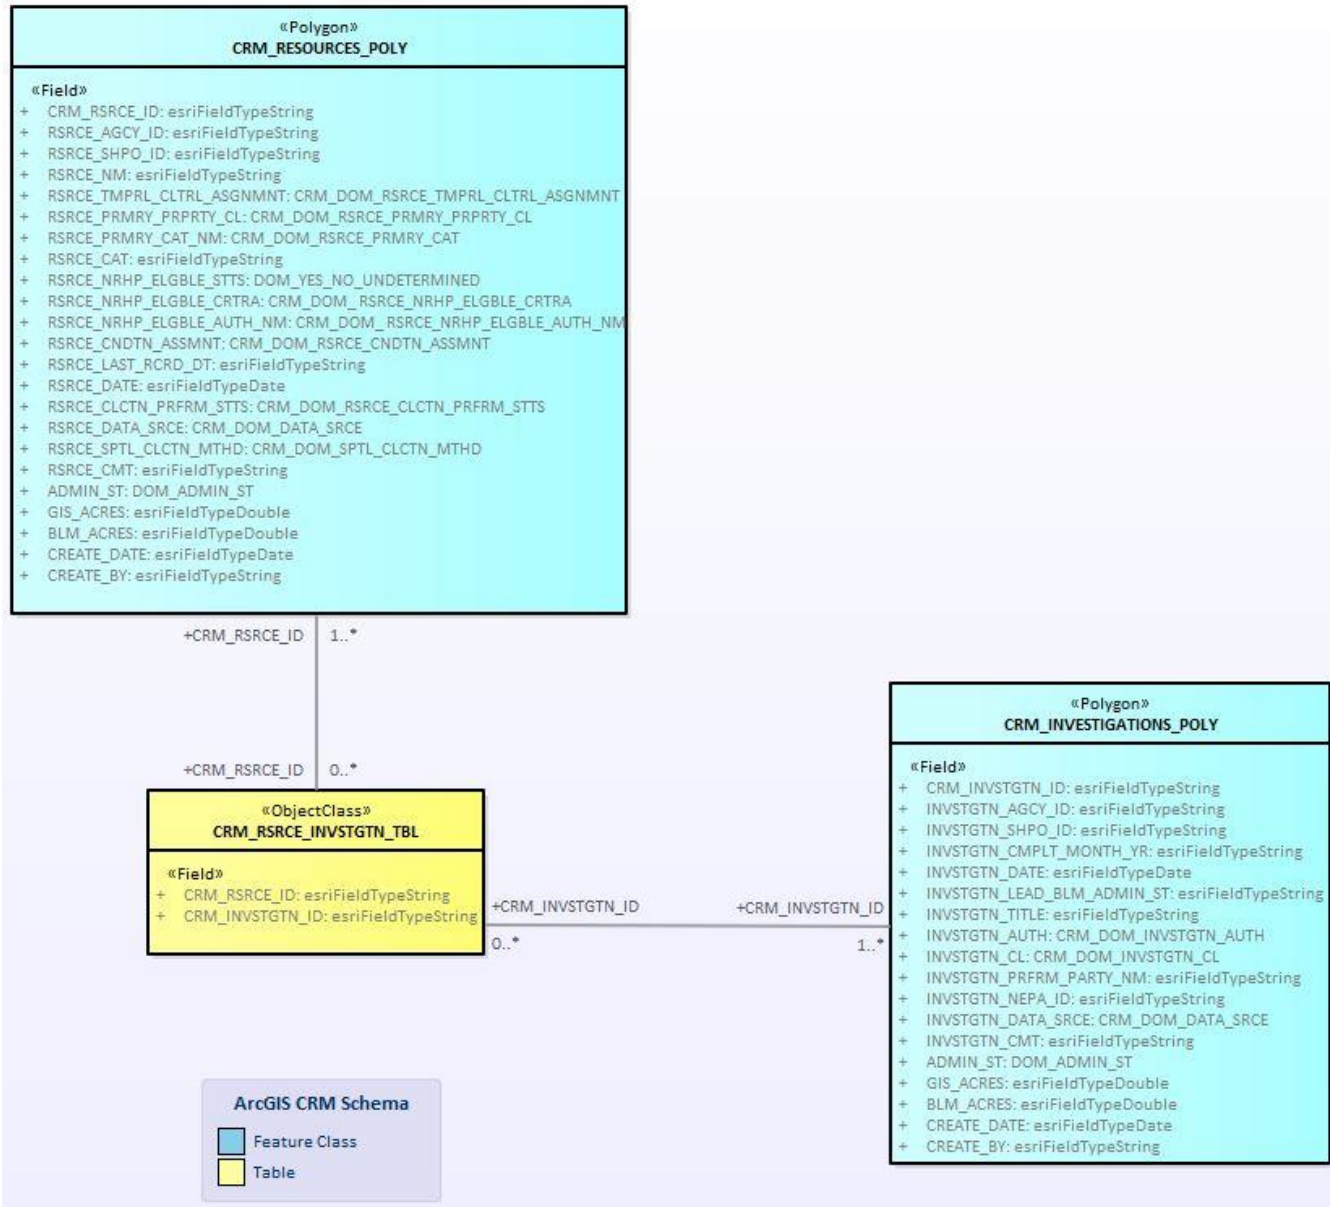 «Polygon»
CRM_RESOURCES_POLY
«Field»
+ CRM_RSRCE_ID: esriFieldTypeString
+ RSRCE_AGCY_ID: esriFieldTypeString
+ RSRCE_SHPO_ID: esriFieldTypeString
+ RSRCE_NM: esriFieldTypeString
+ RSRCE_TMPRL_CLTRL_ASGNMNT: CRM_DOM_RSRCE_TMPRL_CLTRL_ASGNMNT
+ RSRCE_PRMRY_PRPRTY_CL: CRM_DOM_RSRCE_PRMRY_PRPRTY_CL
+ RSRCE_PRMRY_CAT_NM: CRM_DOM_RSRCE_PRMRY_CAT
+ RSRCE_CAT: esriFieldTypeString
+ RSRCE_NRHP_ELGBLE_STTS: DOM_YES_NO_UNDETERMINED
+ RSRCE_NRHP_ELGBLE_CRTRA: CRM_DOM_RSRCE_NRHP_ELGBLE_CRTRA
+ RSRCE_NRHP_ELGBLE_AUTH_NM: CRM_DOM_RSRCE_NRHP_ELGBLE_AUTH_NM
+ RSRCE_CNDTN_ASSMNT: CRM_DOM_RSRCE_CNDTN_ASSMNT
+ RSRCE_LAST_RCRD_DT: esriFieldTypeString
+ RSRCE_DATE: esriFieldTypeDate
+ RSRCE_CLCTN_PRFRM_STTS: CRM_DOM_RSRCE_CLCTN_PRFRM_STTS
+ RSRCE_DATA_SRCE: CRM_DOM_DATA_SRCE
+ RSRCE_SPTL_CLCTN_MTHD: CRM_DOM_SPTL_CLCTN_MTHD
+ RSRCE_CMT: esriFieldTypeString
+ ADMIN_ST: DOM_ADMIN_ST
+ GIS_ACRES: esriFieldTypeDouble
+ BLM_ACRES: esriFieldTypeDouble
+ CREATE_DATE: esriFieldTypeDate
+ CREATE_BY: esriFieldTypeString
+CRM_RSRCE_ID 1..*
+CRM_RSRCE_ID 0..*
«ObjectClass»
CRM_RSRCE_INVSTGTN_TBL
«Field»
+ CRM_RSRCE_ID: esriFieldTypeString
+ CRM_INVSTGTN_ID: esriFieldTypeString
+CRM_INVSTGTN_ID +CRM_INVSTGTN_ID
0..* 1..*
«Polygon»
CRM_INVESTIGATIONS_POLY
«Field»
+ CRM_INVSTGTN_ID: esriFieldTypeString
+ INVSTGTN_AGCY_ID: esriFieldTypeString
+ INVSTGTN_SHPO_ID: esriFieldTypeString
+ INVSTGTN_CMPLT_MONTH_YR: esriFieldTypeString
+ INVSTGTN_DATE: esriFieldTypeDate
+ INVSTGTN_LEAD_BLM_ADMIN_ST: esriFieldTypeString
+ INVSTGTN_TITLE: esriFieldTypeString
+ INVSTGTN_AUTH: CRM_DOM_INVSTGTN_AUTH
+ INVSTGTN_CL: CRM_DOM_INVSTGTN_CL
+ INVSTGTN_PRFRM_PARTY_NM: esriFieldTypeString
+ INVSTGTN_NEPA_ID: esriFieldTypeString
+ INVSTGTN_DATA_SRCE: CRM_DOM_DATA_SRCE
+ INVSTGTN_CMT: esriFieldTypeString
+ ADMIN_ST: DOM_ADMIN_ST
+ GIS_ACRES: esriFieldTypeDouble
+ BLM_ACRES: esriFieldTypeDouble
+ CREATE_DATE: esriFieldTypeDate
+ CREATE_BY: esriFieldTypeString
ArcGIS CRM Schema
Feature Class
Table